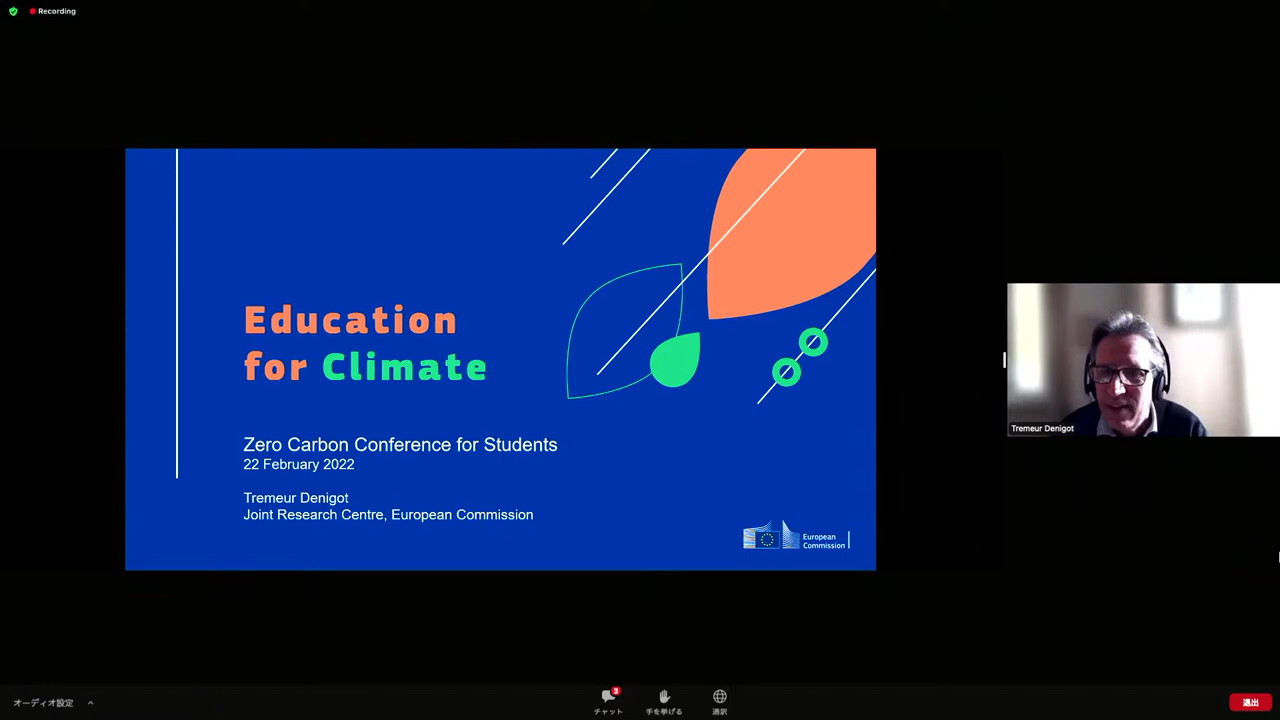 Recording
Education
for Climate
Zero Carbon Conference for Students
22 February 2022
Tremeur Denigot
Joint Research Centre, European Commission
European
Commission
Tremeur Denigot
オーディオ設定
3
チャット
手を挙げる
通訳
退出